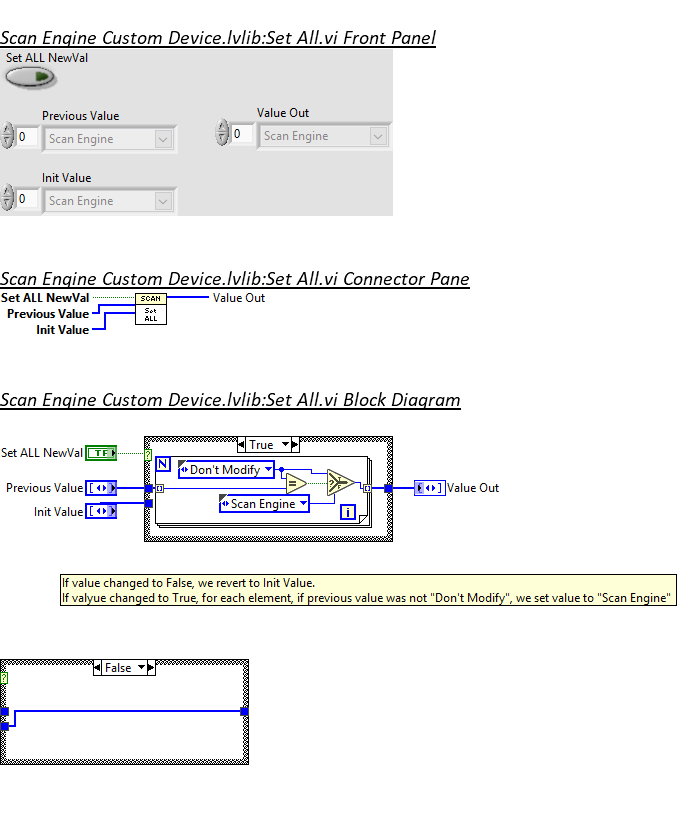 Scan Engine Custom Device.lvlib:Set All.vi Front Panel
Set ALL NewVal
Previous Value
Value Out
0 Scan Engine
0 Scan Engine
Init Value
0 Scan Engine
Scan Engine Custom Device.lvlib:Set All.vi Connector Pane
Set ALL NewVal
SCAN
Value Out
Previous Value
Set
ALL
Init Value
Scan Engine Custom Device.lvlib:Set All.vi Block Diagram
True
Set ALL NewVal
TF
?
N
Don't Modify
=
?
T
F
Previous Value
Value Out
Scan Engine
Init Value
i
If value changed to False, we revert to Init Value.
If valyue changed to True, for each element, if previous value was not "Don't Modify", we set value to "Scan Engine"
False
?